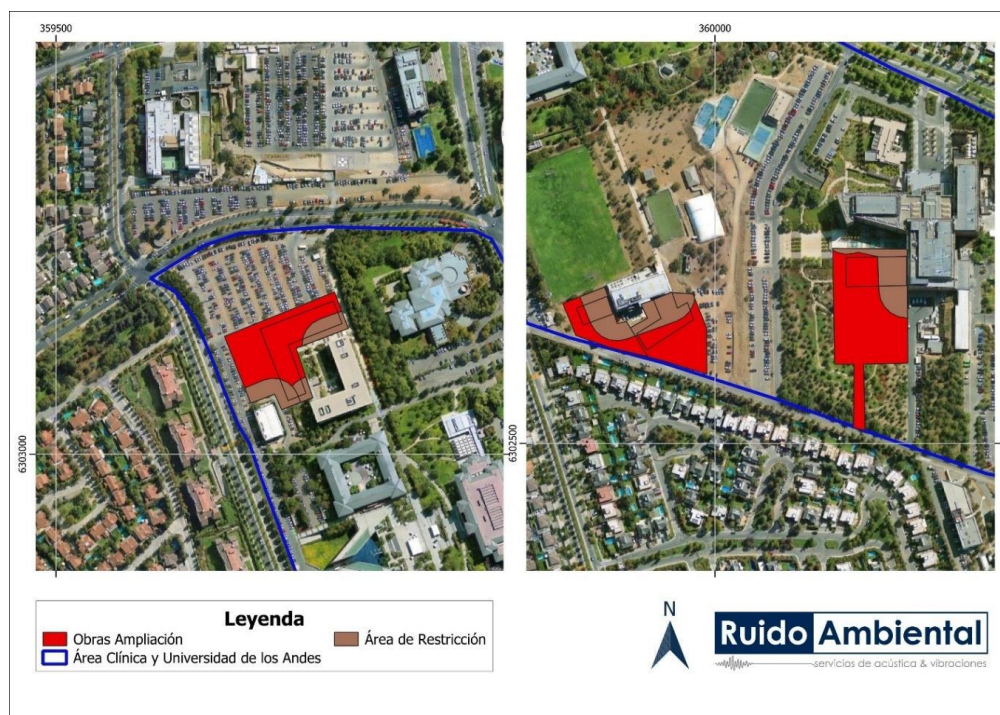 359500
360000
6303000
6302500
Leyenda
Obras Ampliación
Área de Restricción
Área Clínica y Universidad de los Andes
N
Ruido Ambiental
servicios de acústica & vibraciones